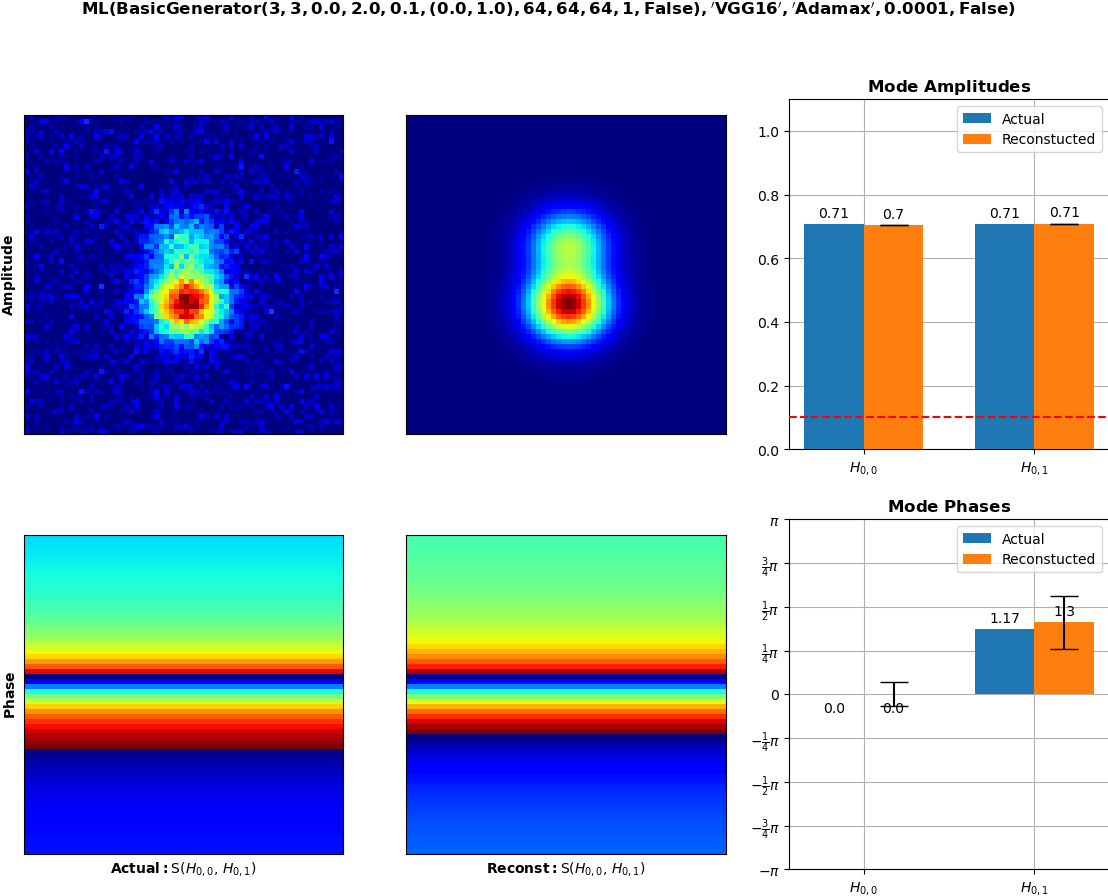 ML(BasicGenerator(3, 3, 0.0, 2.0, 0.1, (0.0, 1.0), 64, 64, 64, 1, False), ′VGG16′, ′Adamax′, 0.0001, False)
Amplitude
Mode Amplitudes
Actual
Reconstucted
1.0
0.8
0.6
0.4
0.2
0.0
0.71
0.7
0.71
0.71
H0,0
H0,1
Phase
Actual: S(H0,0, H0,1)
Reconst: S(H0,0, H0,1)
Mode Phases
Actual
Reconstucted
π
3/4π
1/2π
1/4π
0
−1/4π
−1/2π
−3/4π
−π
0.0
0.0
1.17
1.3
H0,0
H0,1